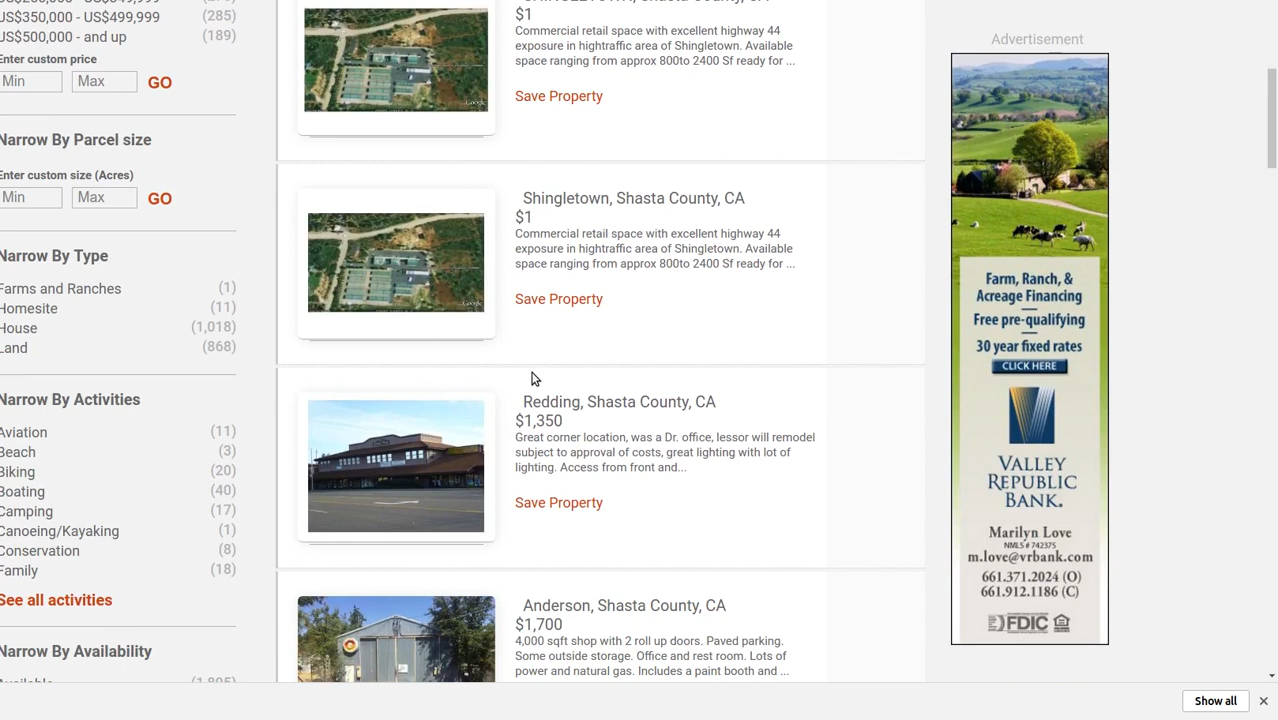 US$350,000 - US$499,999 (285)
US$500,000 - and up (189)
Enter custom price
Min Max GO
Narrow By Parcel size
Enter custom size (Acres)
Min Max GO
Narrow By Type
Farms and Ranches (1)
Homesite (11)
House (1,018)
Land (868)
Narrow By Activities
Aviation (11)
Beach (3)
Biking (20)
Boating (40)
Camping (17)
Canoeing/Kayaking (1)
Conservation (8)
Family (18)
See all activities
Narrow By Availability
$1
Commercial retail space with excellent highway 44
exposure in hightraffic area of Shingletown. Available
space ranging from approx 800to 2400 Sf ready for ...
Save Property
Shingletown, Shasta County, CA
$1
Commercial retail space with excellent highway 44
exposure in hightraffic area of Shingletown. Available
space ranging from approx 800to 2400 Sf ready for ...
Save Property
Redding, Shasta County, CA
$1,350
Great corner location, was a Dr. office, lessor will remodel
subject to approval of costs, great lighting with lot of
lighting. Access from front and...
Save Property
Anderson, Shasta County, CA
$1,700
4,000 sqft shop with 2 roll up doors. Paved parking.
Some outside storage. Office and rest room. Lots of
power and natural gas. Includes a paint booth and ...
Advertisement
Farm, Ranch, &
Acreage Financing
Free pre-qualifying
30 year fixed rates
CLICK HERE
VALLEY
REPUBLIC
BANK.
Marilyn Love
NMLS # 742375
m.love@vrbank.com
661.371.2024 (O)
661.912.1186 (C)
FDIC
Show all